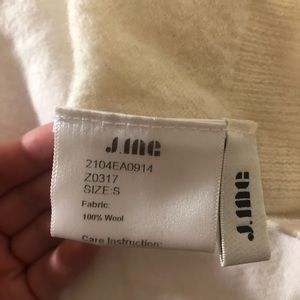 J.ING
2104EA0914
Z0317
SIZE:S
Fabric:
100% Wool
Care Instruction:
J.ING